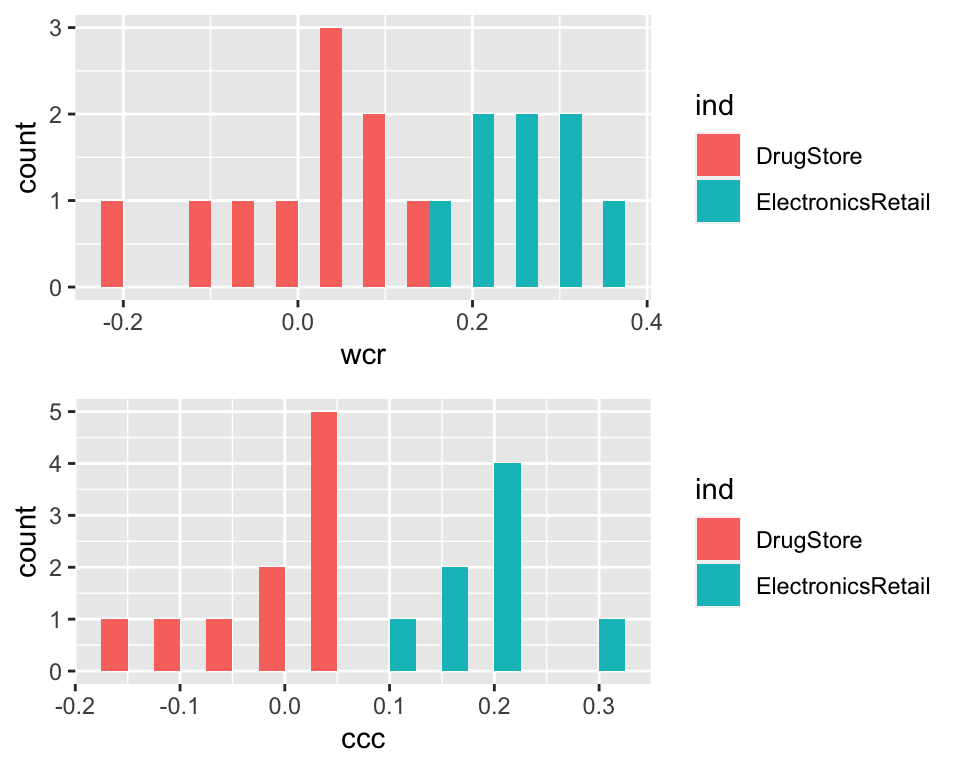 3
2
1
0
count
-0.2 0.0 0.2 0.4
wcr
ind
DrugStore
ElectronicsRetail
5
4
3
2
1
0
count
-0.2 -0.1 0.0 0.1 0.2 0.3
ccc
ind
DrugStore
ElectronicsRetail